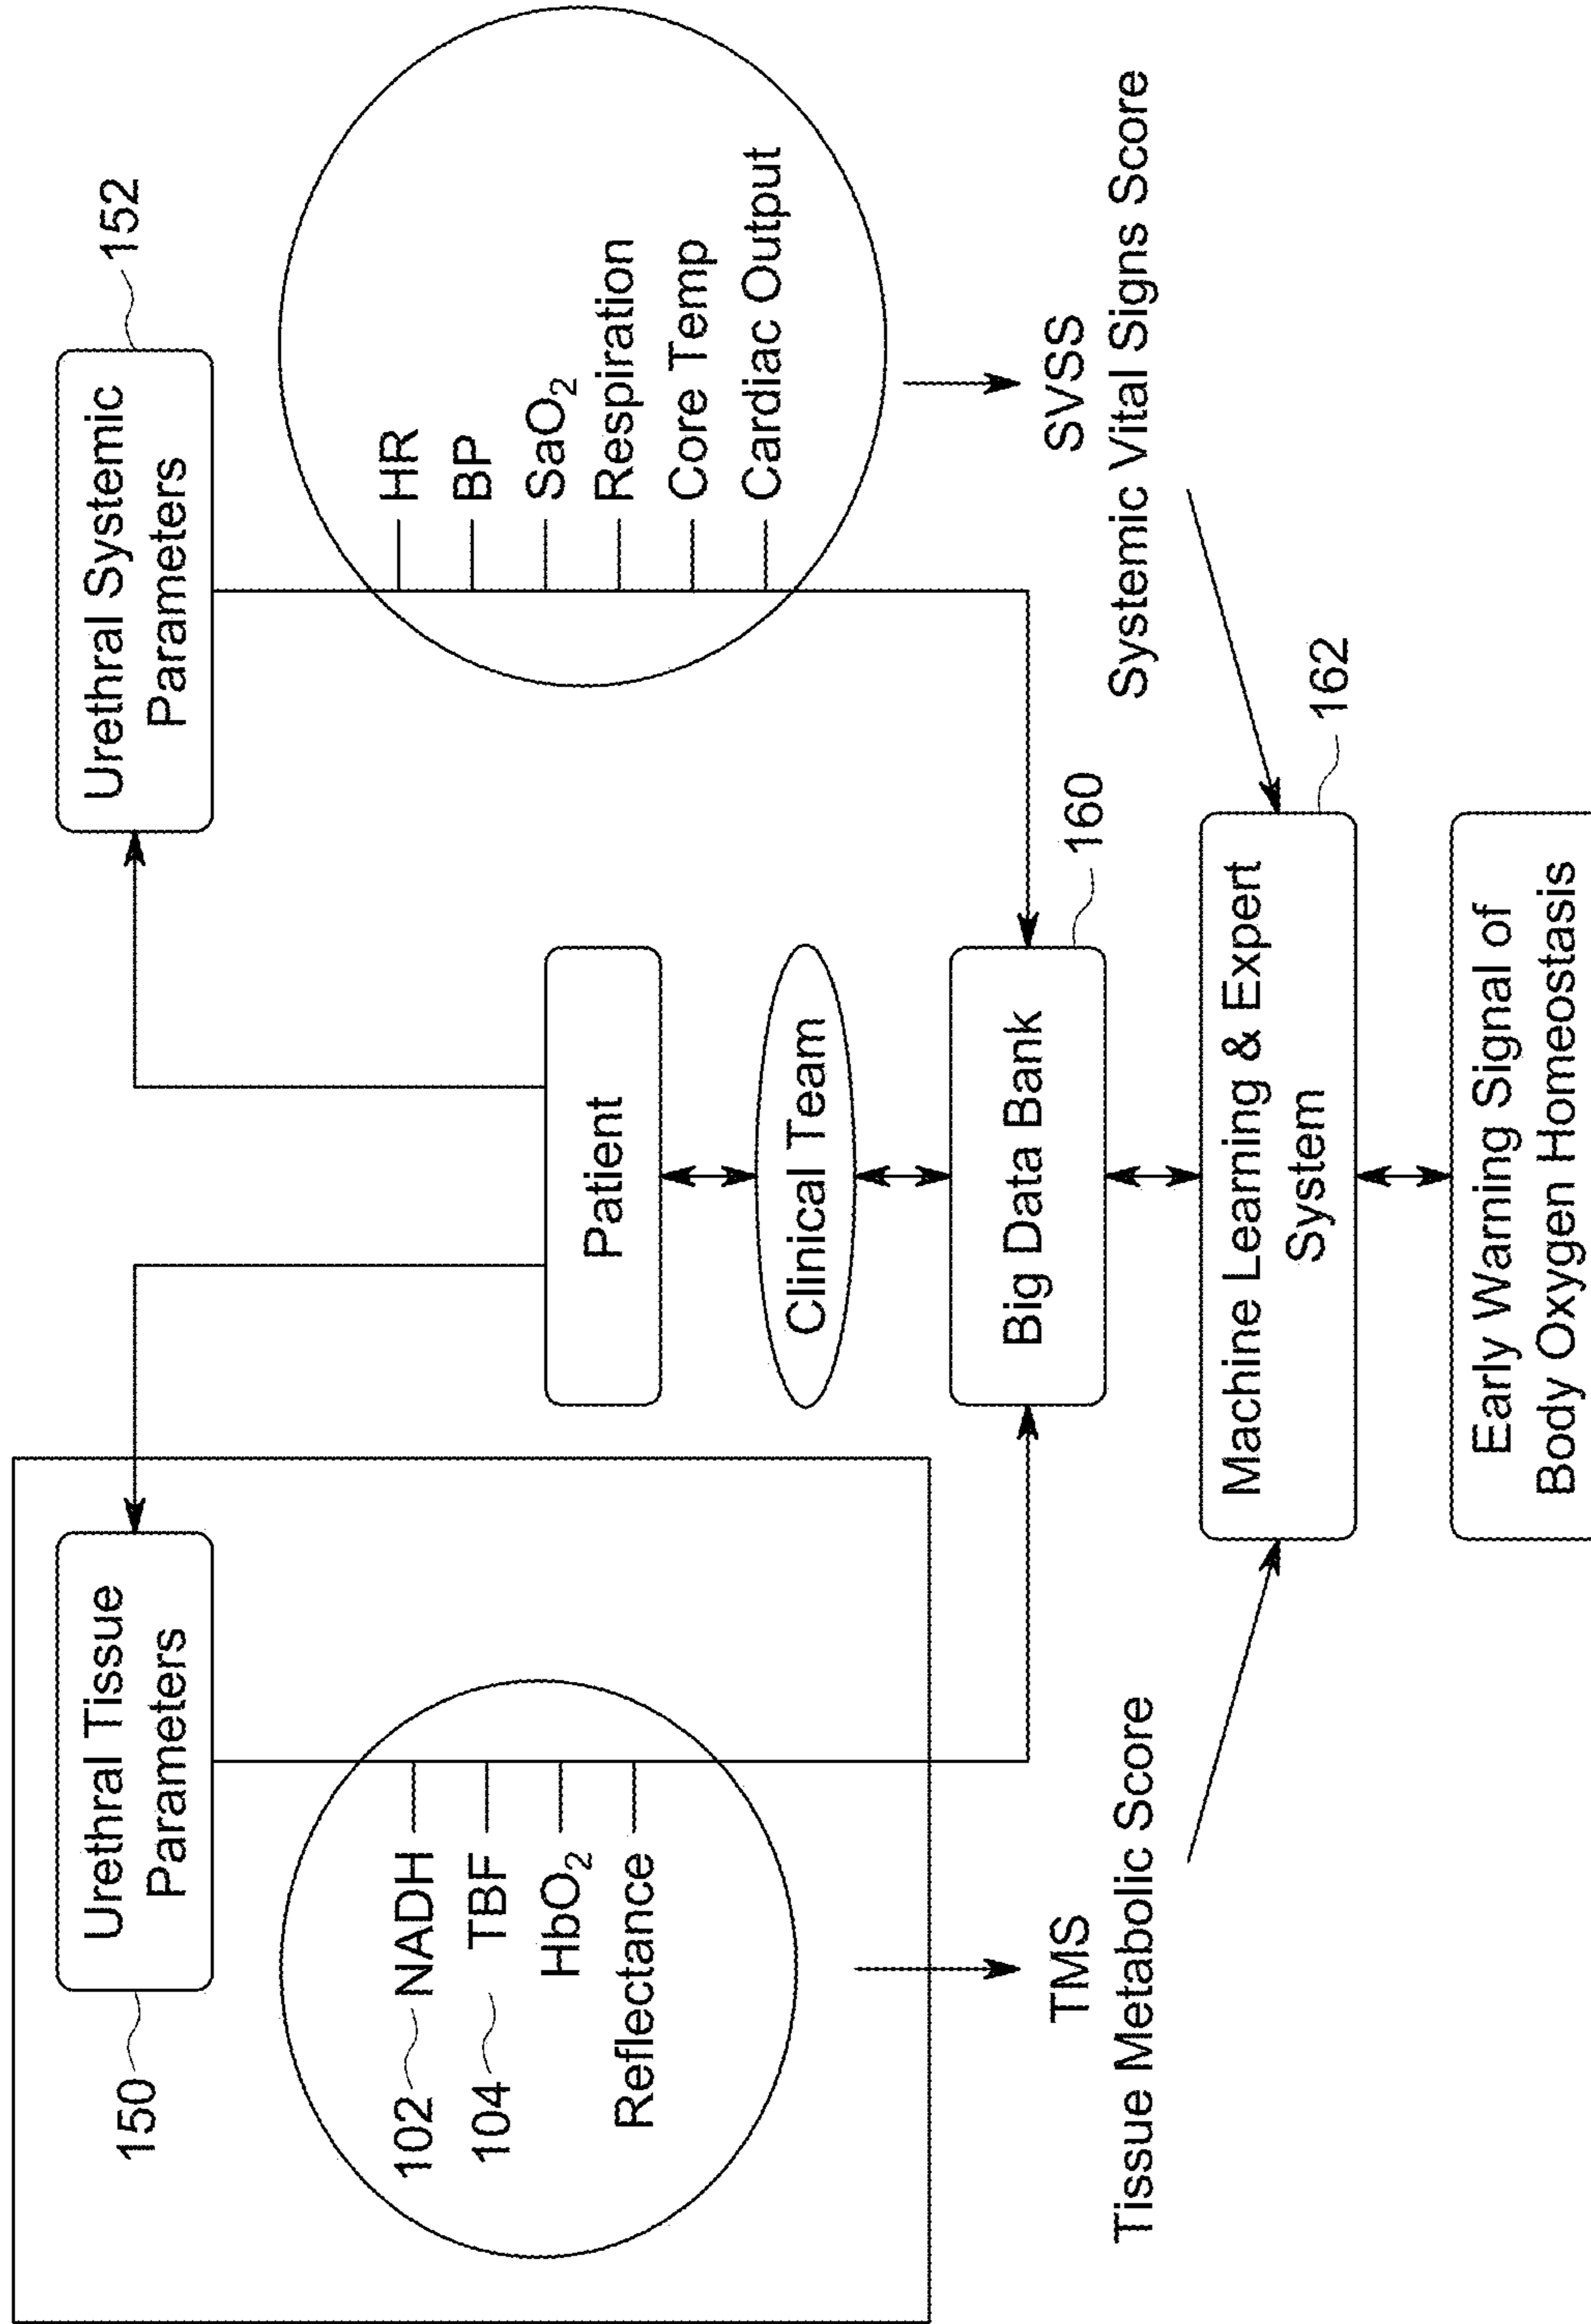 150
Urethral Tissue
Parameters
102
NADH
104
TBF
HbO₂
Reflectance
TMS
Tissue Metabolic Score
Patient
Clinical Team
Big Data Bank
160
Machine Learning & Expert
System
162
Early Warning Signal of
Body Oxygen Homeostasis
Urethral Systemic
Parameters
152
HR
BP
SaO₂
Respiration
Core Temp
Cardiac Output
SVSS
Systemic Vital Signs Score